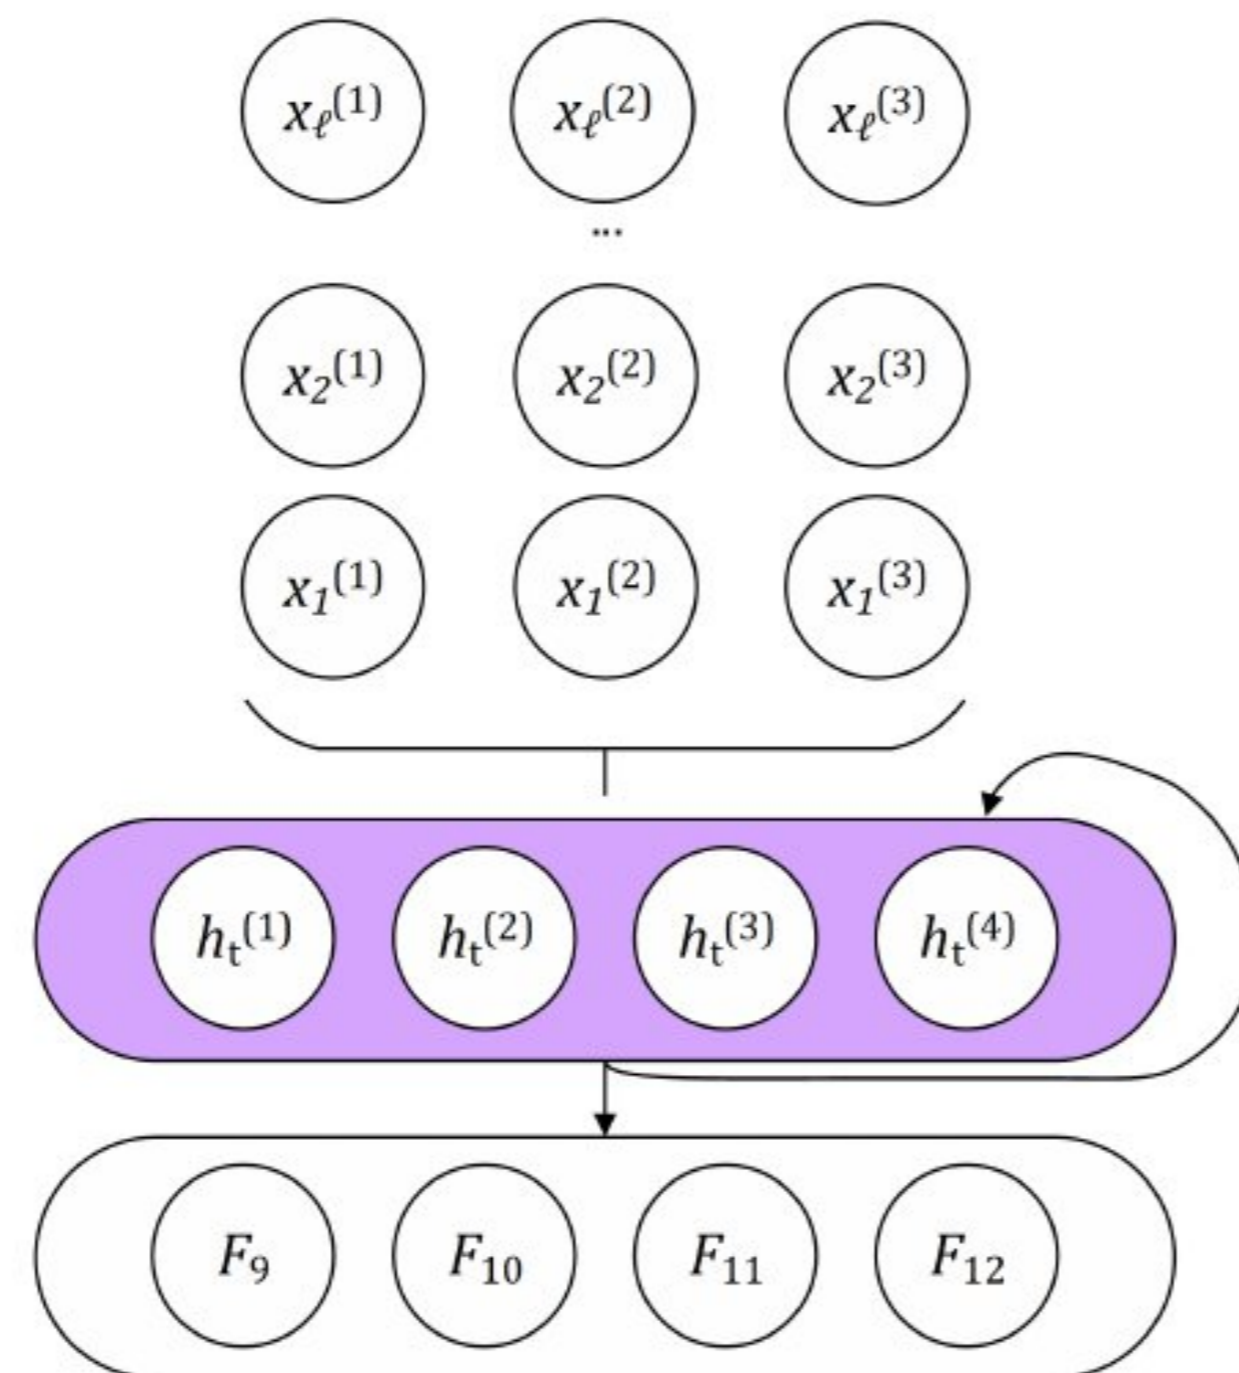 xℓ(1) xℓ(2) xℓ(3)
...
x2(1) x2(2) x2(3)
x1(1) x1(2) x1(3)
ht(1) ht(2) ht(3) ht(4)
F9 F10 F11 F12